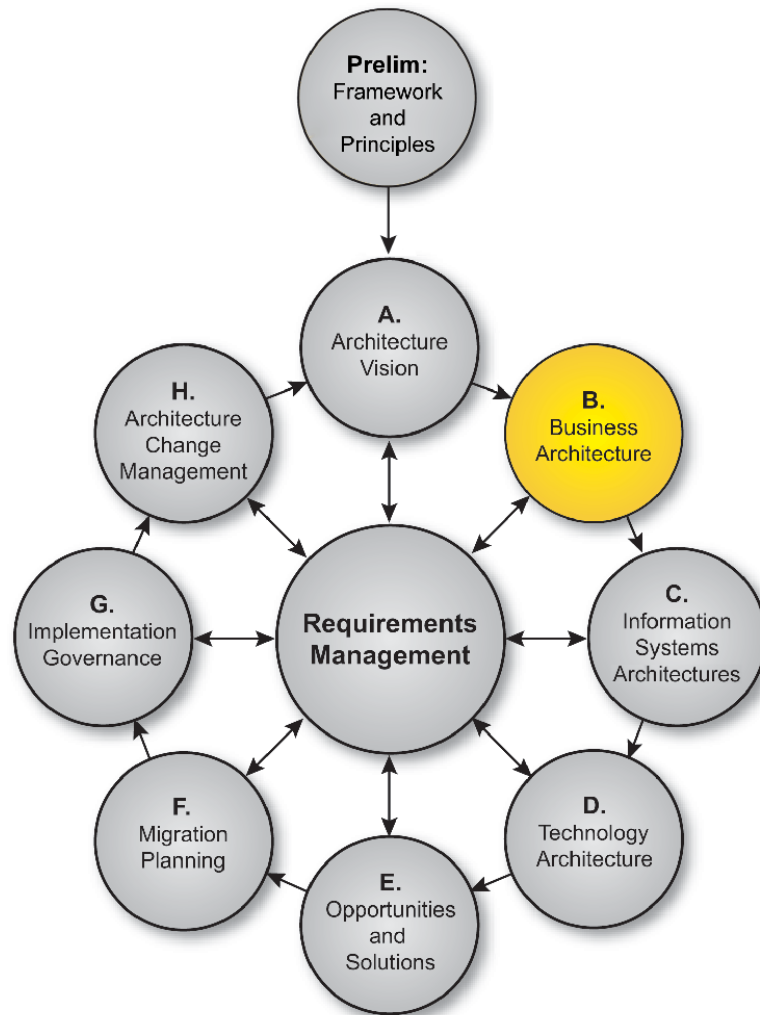 Prelim:
Framework
and
Principles
A.
Architecture
Vision
B.
Business
Architecture
C.
Information
Systems
Architectures
D.
Technology
Architecture
E.
Opportunities
and
Solutions
F.
Migration
Planning
G.
Implementation
Governance
H.
Architecture
Change
Management
Requirements
Management